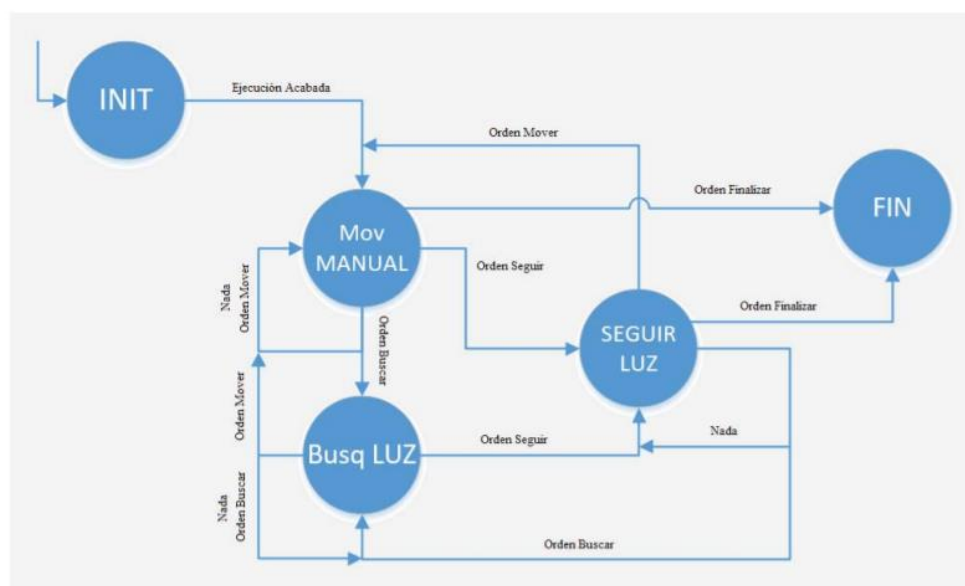 INIT
Ejecución Acabada
Orden Mover
Orden Finalizar
FIN
Mov
MANUAL
Orden Seguir
Nada
Orden Mover
Orden Buscar
Orden Finalizar
SEGUIR
LUZ
Orden Mover
Busq LUZ
Orden Seguir
Nada
Nada
Orden Buscar
Orden Buscar